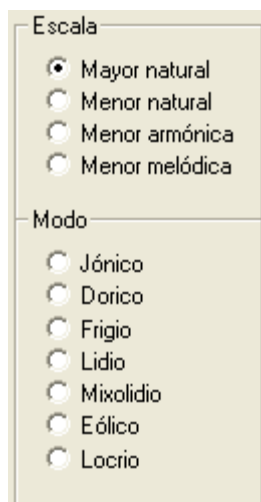 Escala
Mayor natural
Menor natural
Menor armónica
Menor melódica
Modo
Jónico
Dorico
Frigio
Lidio
Mixolidio
Eólico
Locrio